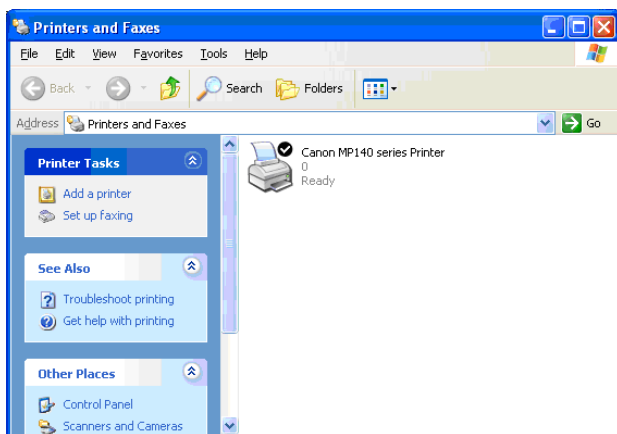 Printers and Faxes
File Edit View Favorites Tools Help
Back Search Folders
Address Printers and Faxes Go
Printer Tasks
Add a printer
Set up faxing
See Also
Troubleshoot printing
Get help with printing
Other Places
Control Panel
Scanners and Cameras
Canon MP140 series Printer
0
Ready